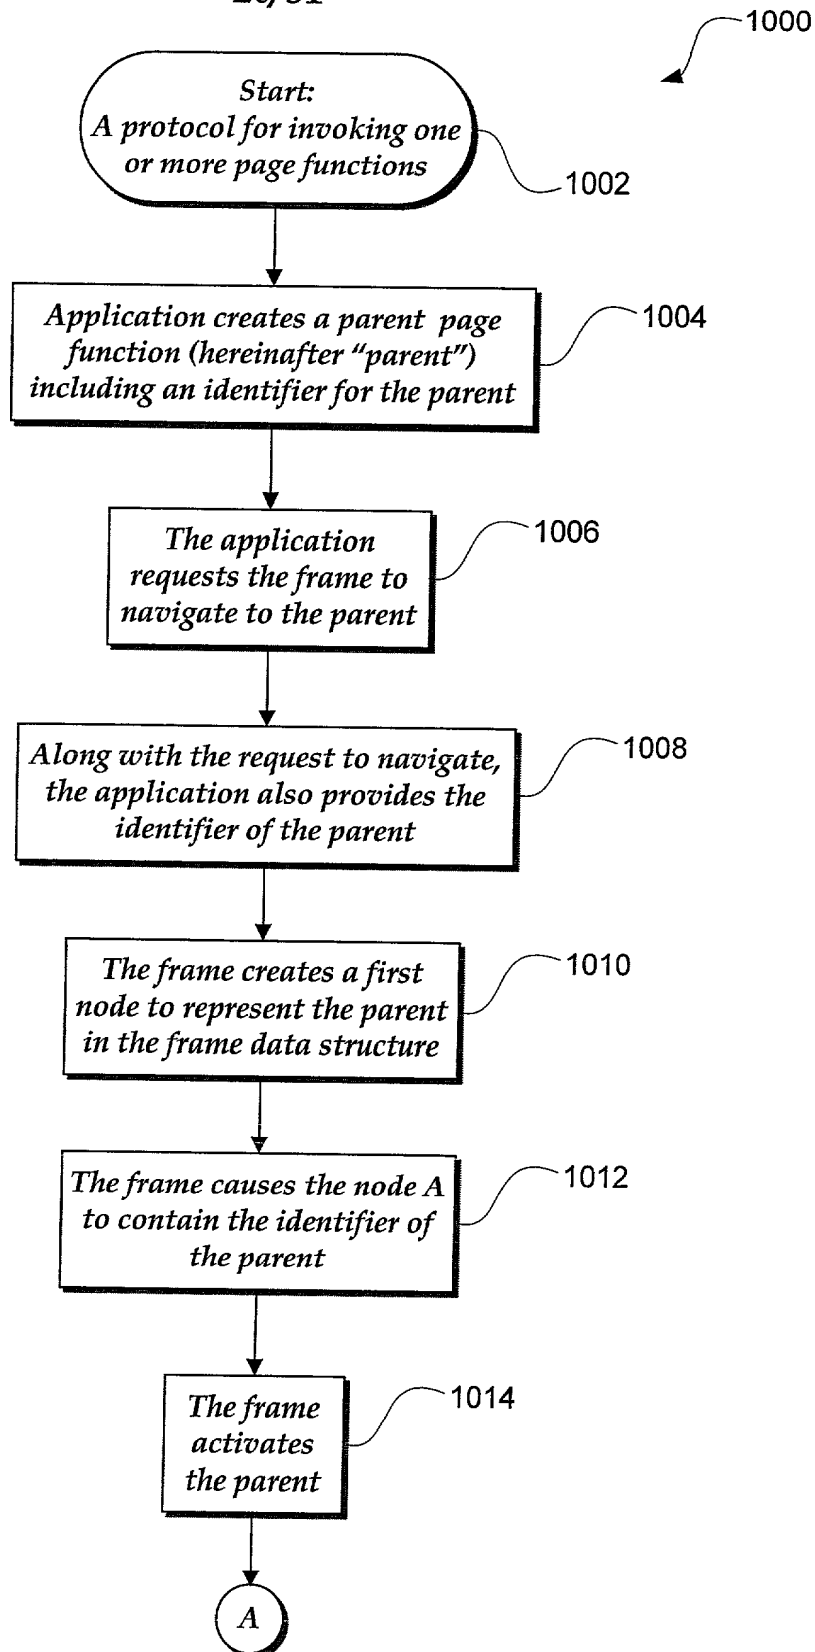 1000
Start:
A protocol for invoking one
or more page functions
1002
Application creates a parent page
function (hereinafter “parent”)
including an identifier for the parent
1004
The application
requests the frame to
navigate to the parent
1006
Along with the request to navigate,
the application also provides the
identifier of the parent
1008
The frame creates a first
node to represent the parent
in the frame data structure
1010
The frame causes the node A
to contain the identifier of
the parent
1012
The frame
activates
the parent
1014
A